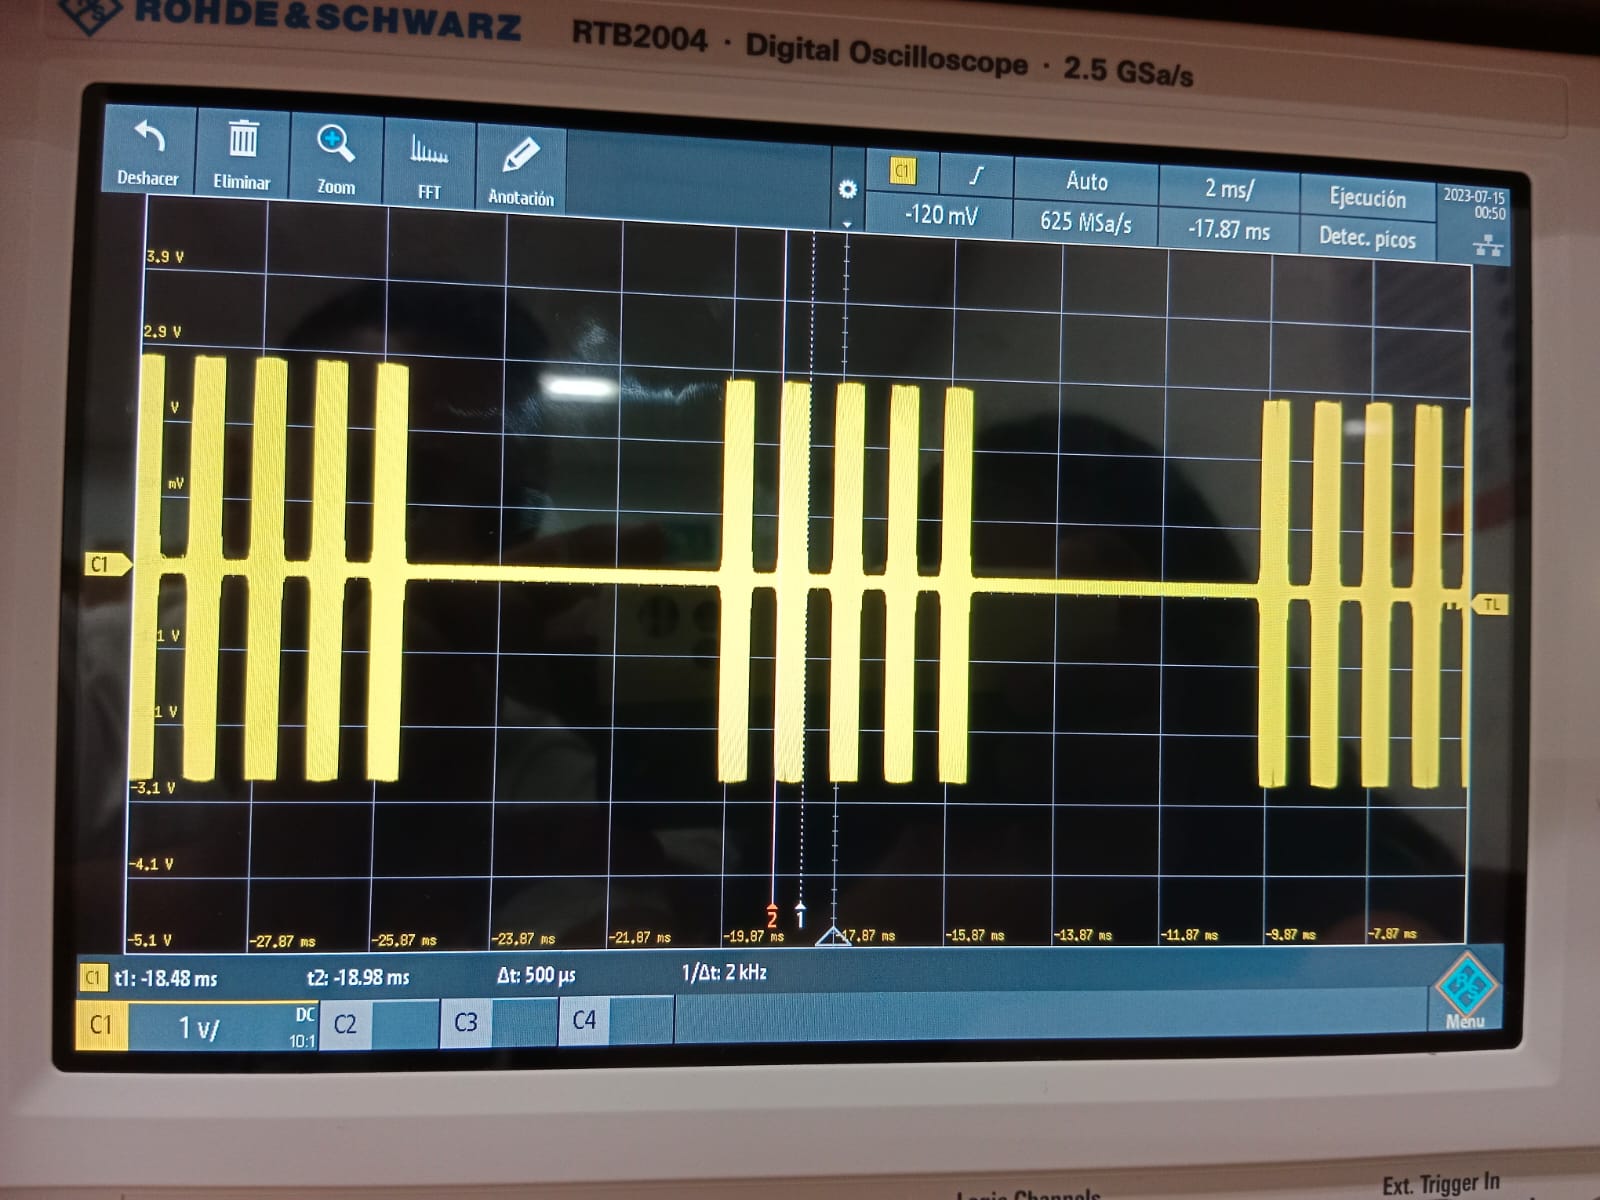 ROHDE & SCHWARZ
RTB2004 · Digital Oscilloscope · 2.5 GSa/s
Deshacer
Eliminar
Zoom
FFT
Anotación
C1
Auto
2 ms/
Ejecución
2023-07-15
00:50
-120 mV
625 MSa/s
-17.87 ms
Detec. picos
3.9 V
2.9 V
V
mV
C1
TL
1 V
1 V
-3.1 V
-4.1 V
2
1
-5.1 V
-27.87 ms
-25.87 ms
-23.87 ms
-21.87 ms
-19.87 ms
-17.87 ms
-15.87 ms
-13.87 ms
-11.87 ms
-9.87 ms
-7.87 ms
C1
t1: -18.48 ms
t2: -18.98 ms
Δt: 500 µs
1/Δt: 2 kHz
C1
1 V/
DC
10:1
C2
C3
C4
Menu
Logic Channels
Ext. Trigger In